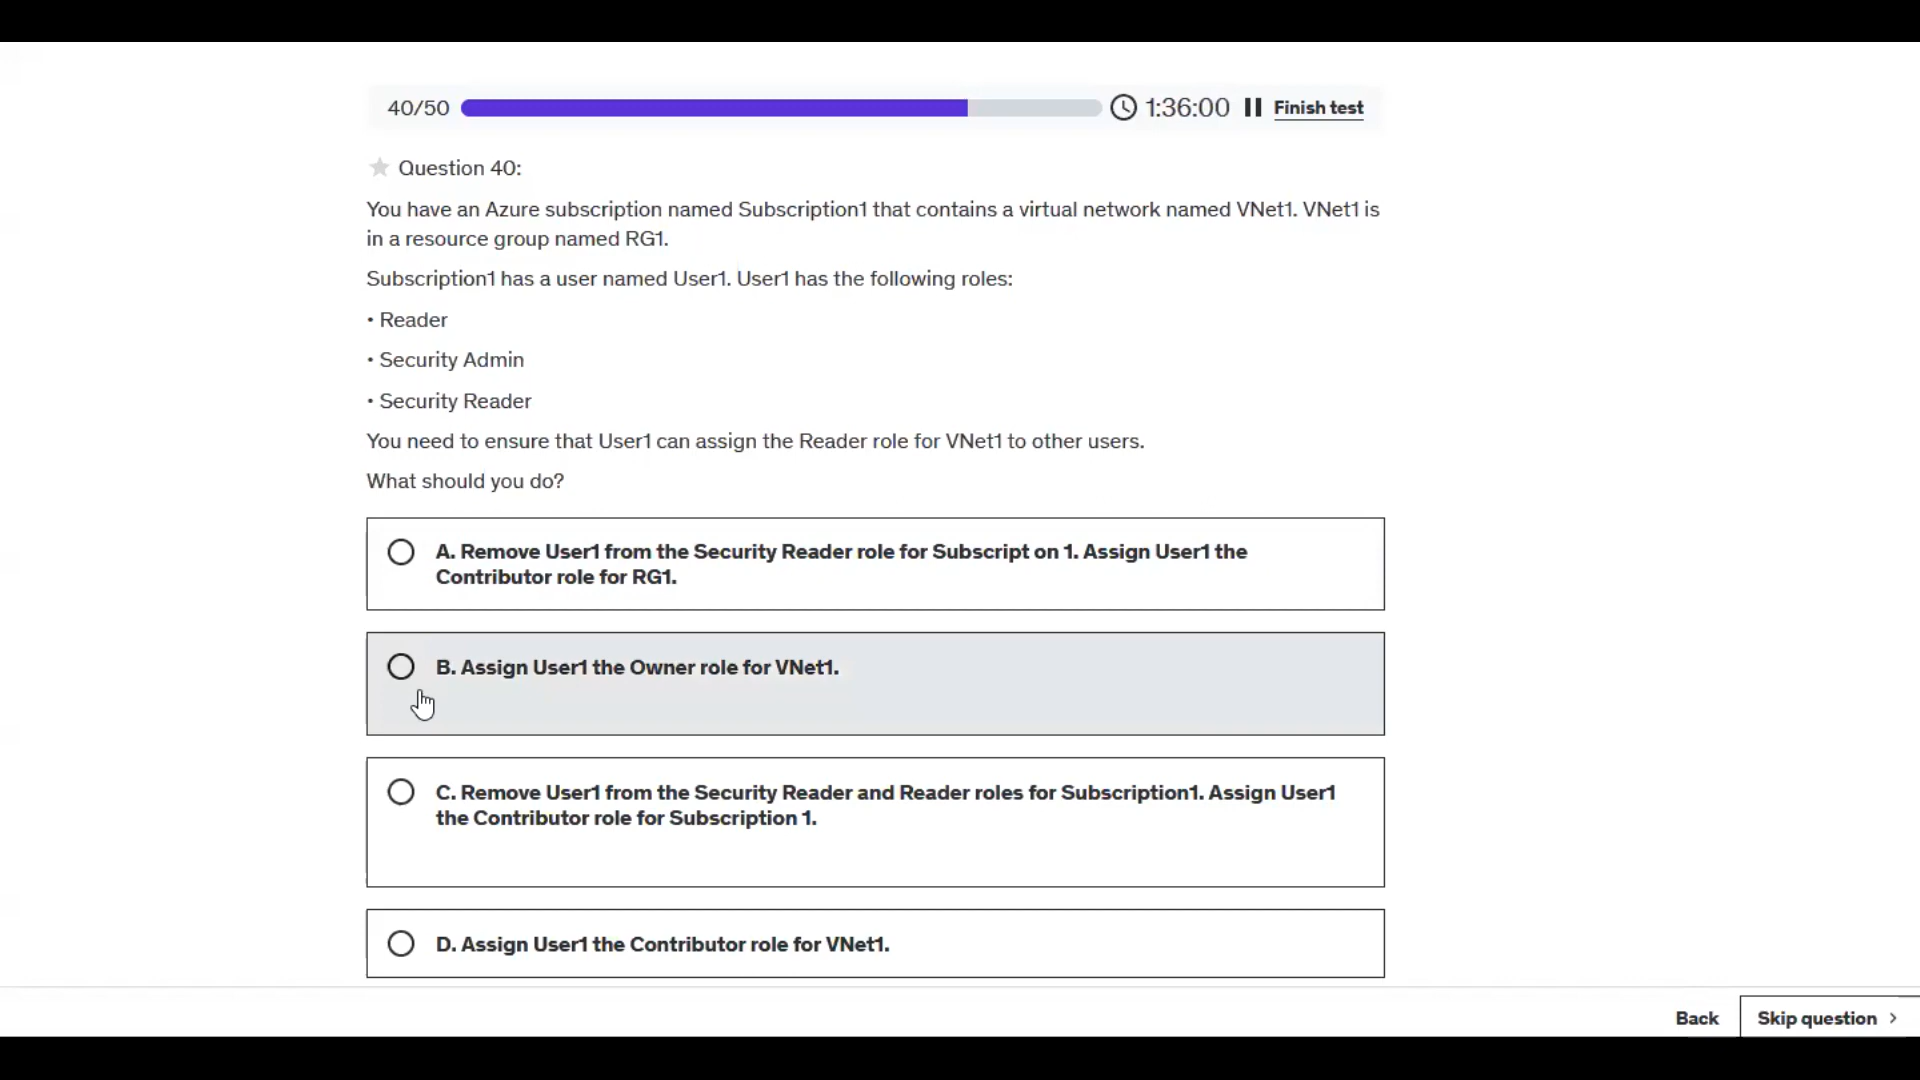 40/50 1:36:00 Finish test
Question 40:
You have an Azure subscription named Subscription1 that contains a virtual network named VNet1. VNet1 is
in a resource group named RG1.
Subscription1 has a user named User1. User1 has the following roles:
• Reader
• Security Admin
• Security Reader
You need to ensure that User1 can assign the Reader role for VNet1 to other users.
What should you do?
A. Remove User1 from the Security Reader role for Subscript on 1. Assign User1 the
Contributor role for RG1.
B. Assign User1 the Owner role for VNet1.
C. Remove User1 from the Security Reader and Reader roles for Subscription1. Assign User1
the Contributor role for Subscription 1.
D. Assign User1 the Contributor role for VNet1.
Back Skip question